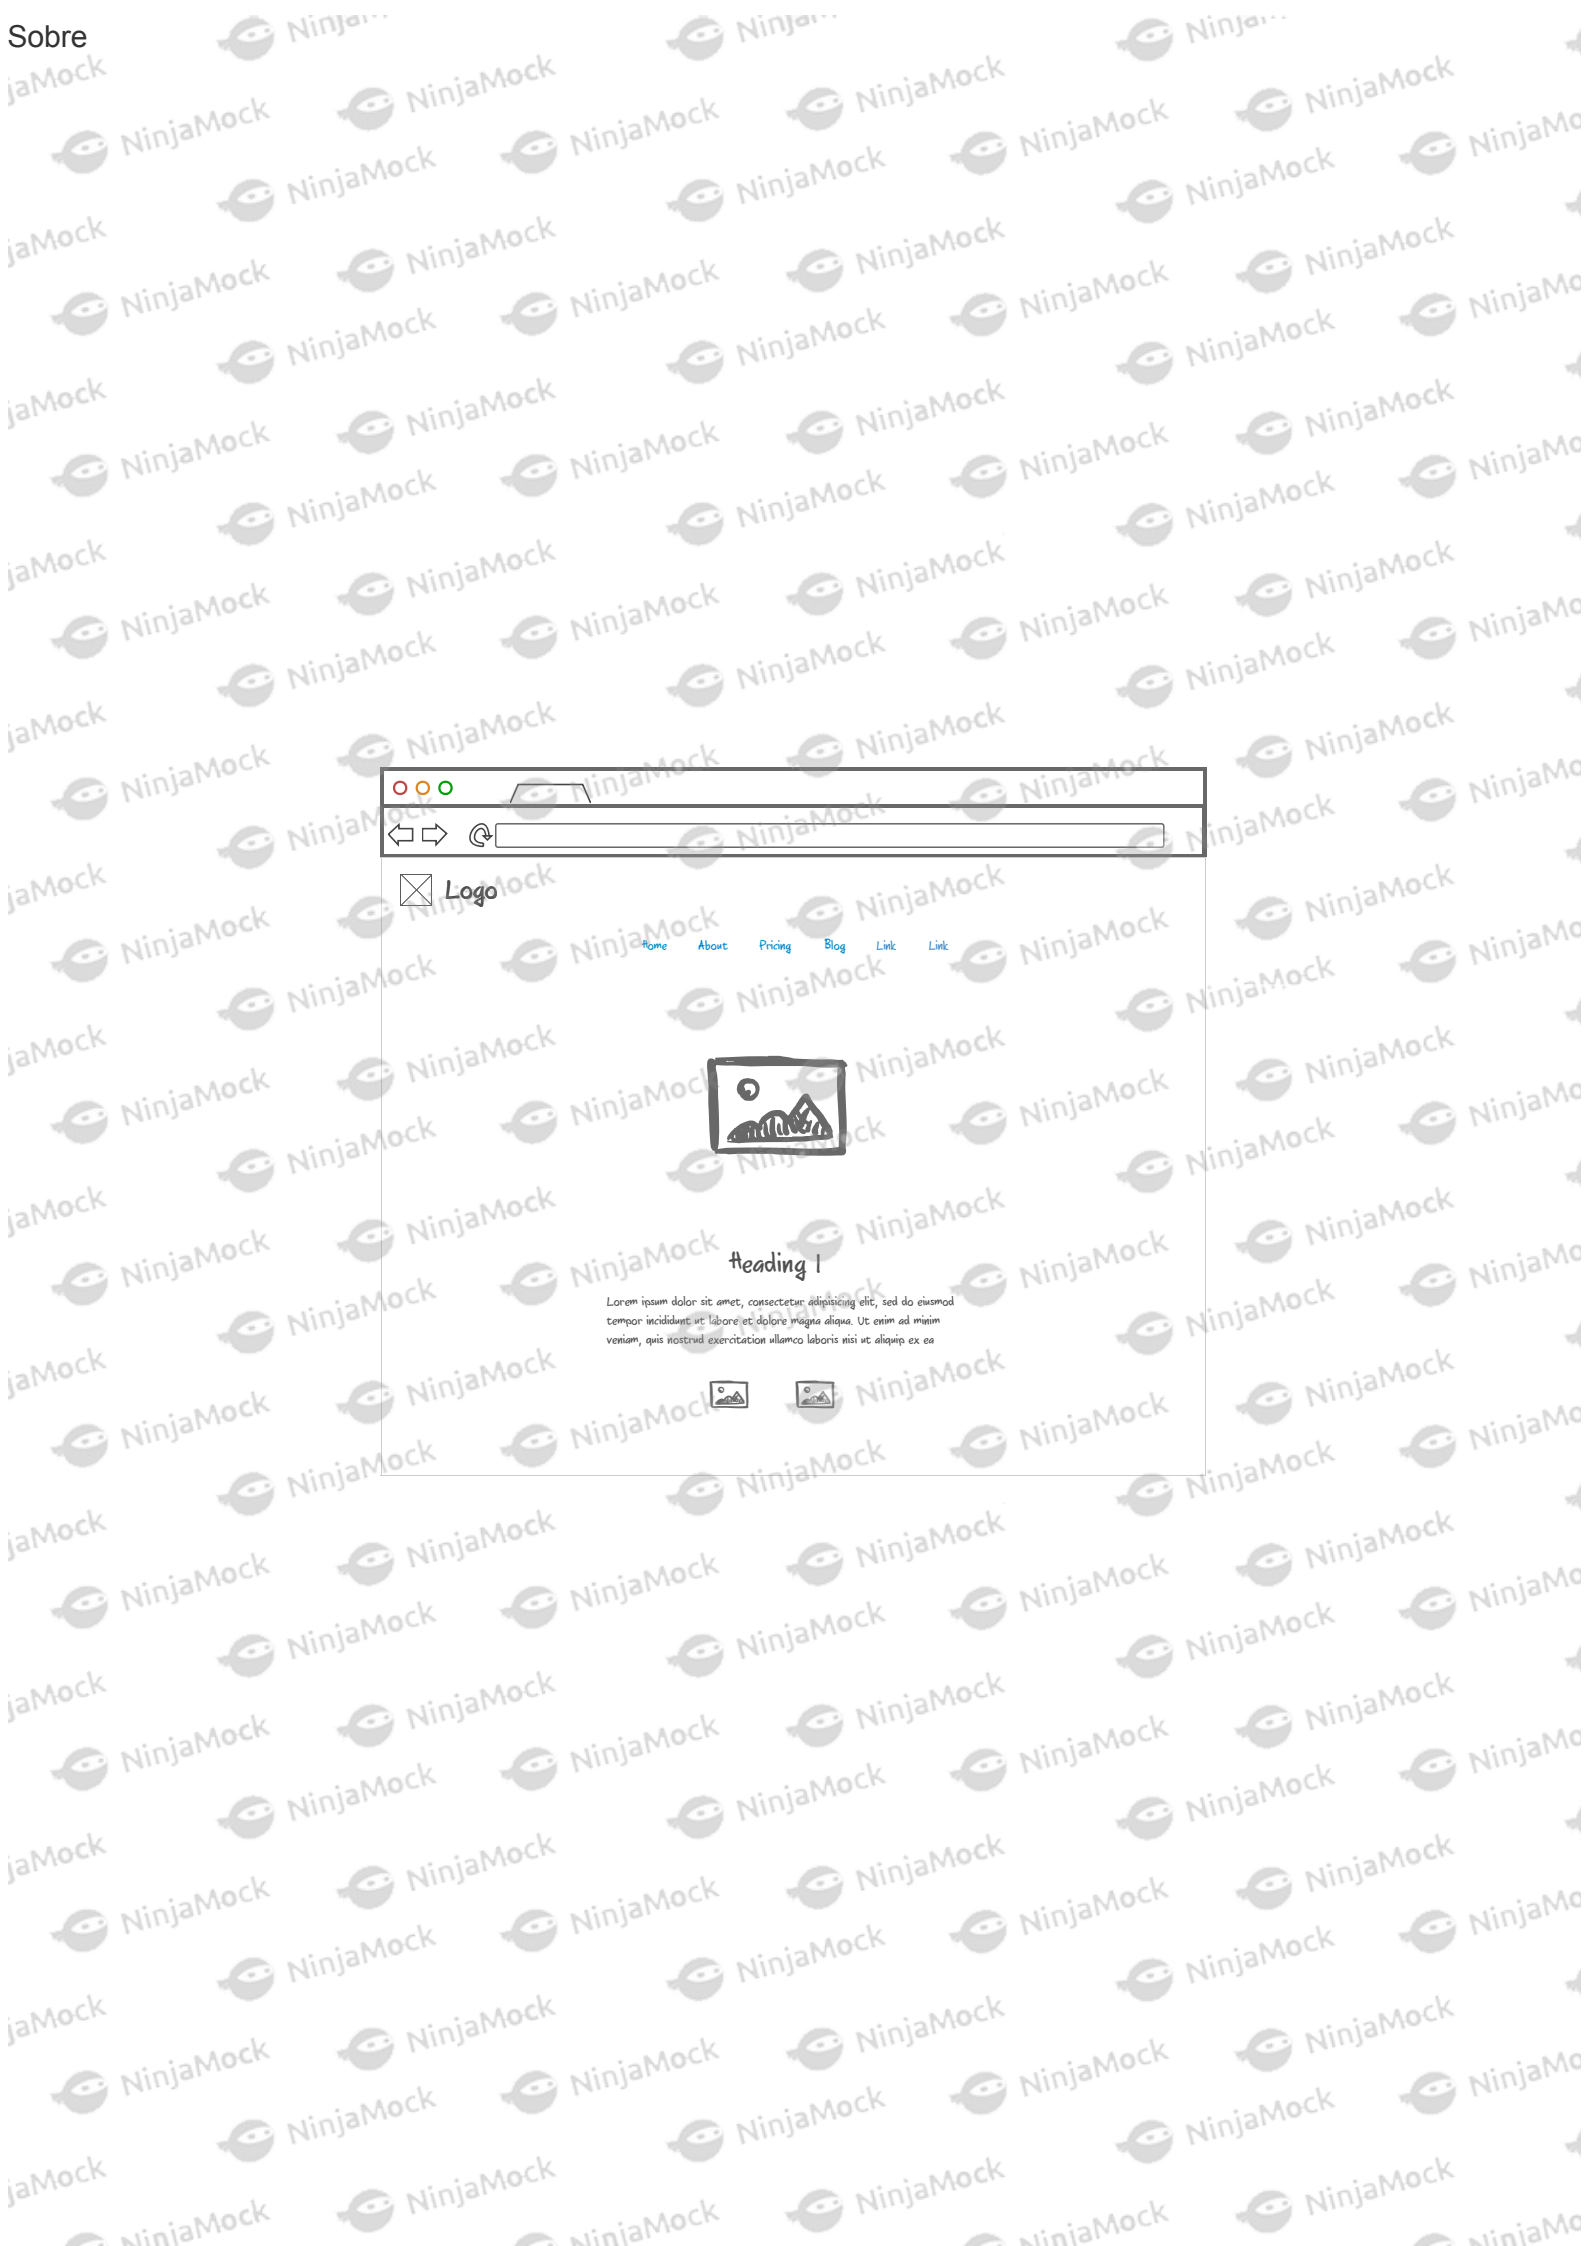 Sobre
Logo
Home About Pricing Blog Link Link
Heading 1
Lorem ipsum dolor sit amet, consectetur adipisicing elit, sed do eiusmod
tempor incididunt ut labore et dolore magna aliqua. Ut enim ad minim
veniam, quis nostrud exercitation ullamco laboris nisi ut aliquip ex ea
NinjaMock